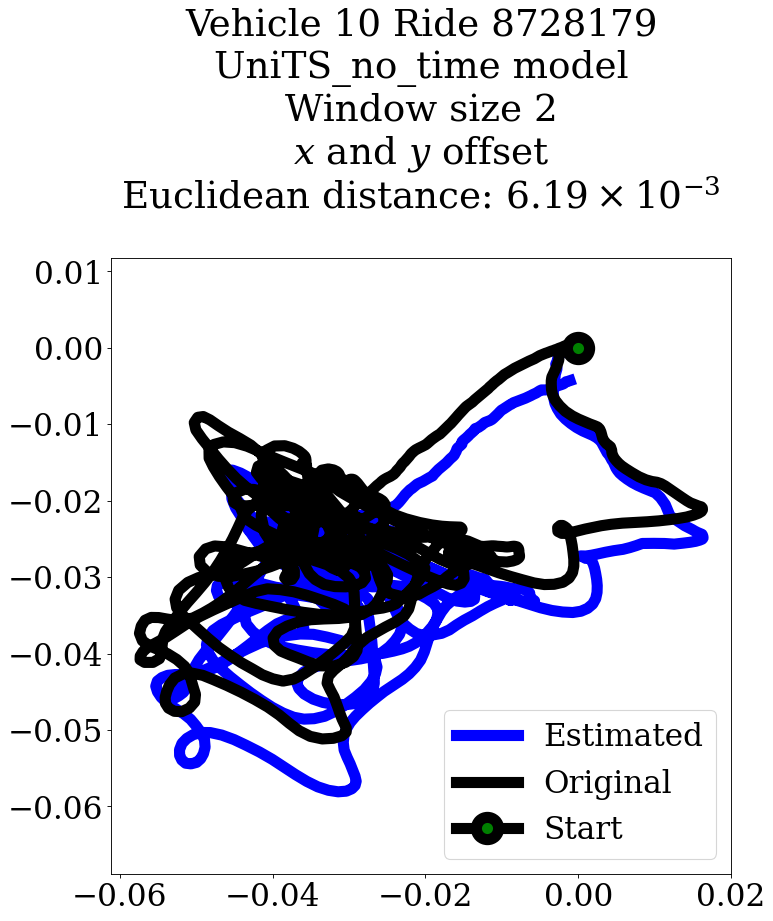 Vehicle 10 Ride 8728179
UniTS_no_time model
Window size 2
x and y offset
Euclidean distance: 6.19 × 10⁻³
0.01
0.00
−0.01
−0.02
−0.03
−0.04
−0.05
−0.06
Estimated
Original
Start
−0.06 −0.04 −0.02 0.00 0.02